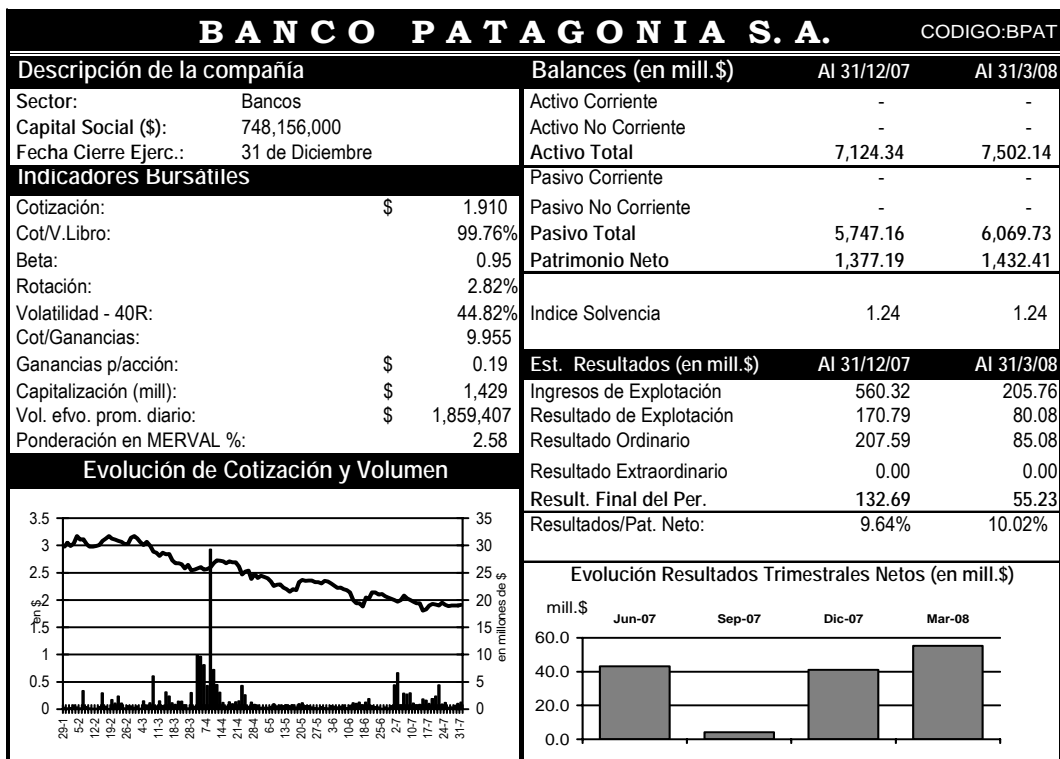 BANCO PATAGONIA S. A. CODIGO:BPAT
Descripción de la compañía
Sector: Bancos
Capital Social ($): 748,156,000
Fecha Cierre Ejerc.: 31 de Diciembre
Indicadores Bursátiles
Cotización: $ 1.910
Cot/V.Libro: 99.76%
Beta: 0.95
Rotación: 2.82%
Volatilidad - 40R: 44.82%
Cot/Ganancias: 9.955
Ganancias p/acción: $ 0.19
Capitalización (mill): $ 1,429
Vol. efvo. prom. diario: $ 1,859,407
Ponderación en MERVAL %: 2.58
Evolución de Cotización y Volumen
3.5
3
2.5
2
1.5
1
0.5
0
en $
35
30
25
20
15
10
5
0
en millones de $
29-1 5-2 12-2 19-2 26-2 4-3 11-3 18-3 28-3 7-4 14-4 21-4 28-4 6-5 13-5 20-5 27-5 3-6 10-6 18-6 25-6 2-7 10-7 17-7 24-7 31-7
Balances (en mill.$) Al 31/12/07 Al 31/3/08
Activo Corriente - -
Activo No Corriente - -
Activo Total 7,124.34 7,502.14
Pasivo Corriente - -
Pasivo No Corriente - -
Pasivo Total 5,747.16 6,069.73
Patrimonio Neto 1,377.19 1,432.41
Indice Solvencia 1.24 1.24
Est. Resultados (en mill.$) Al 31/12/07 Al 31/3/08
Ingresos de Explotación 560.32 205.76
Resultado de Explotación 170.79 80.08
Resultado Ordinario 207.59 85.08
Resultado Extraordinario 0.00 0.00
Result. Final del Per. 132.69 55.23
Resultados/Pat. Neto: 9.64% 10.02%
Evolución Resultados Trimestrales Netos (en mill.$)
mill.$
Jun-07 Sep-07 Dic-07 Mar-08
60.0
40.0
20.0
0.0